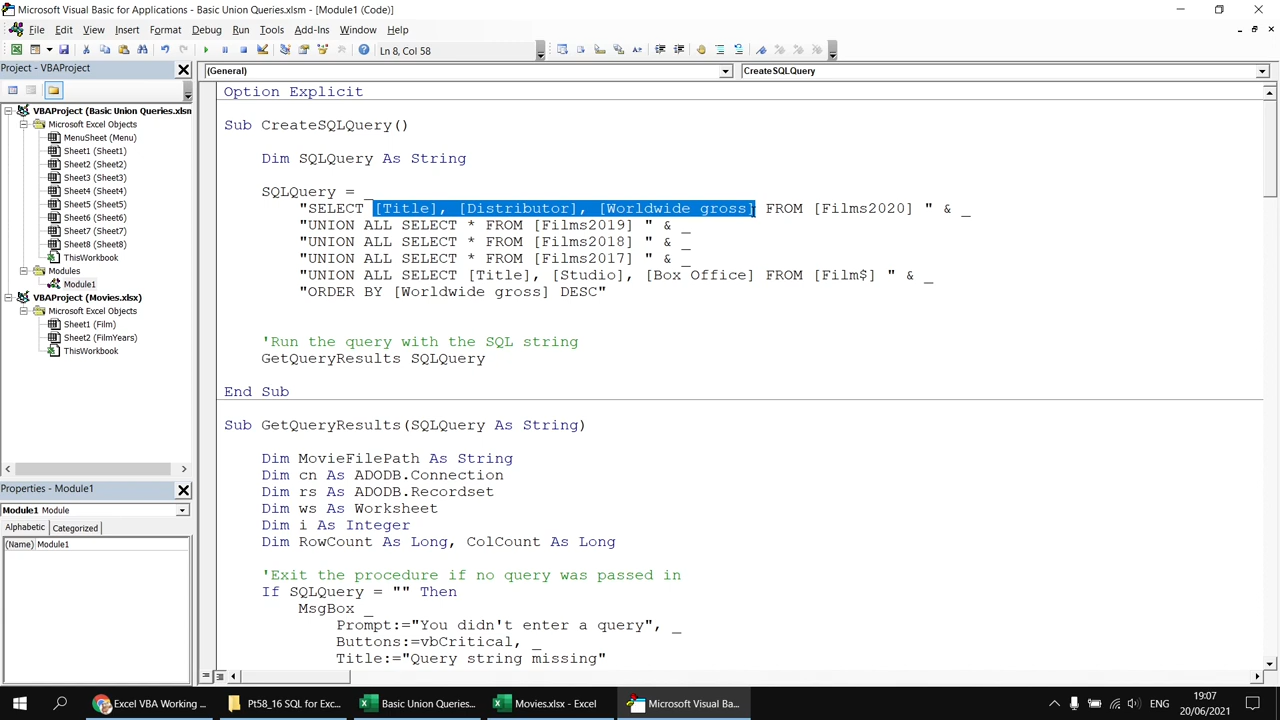 Microsoft Visual Basic for Applications - Basic Union Queries.xlsm - [Module1 (Code)]
File Edit View Insert Format Debug Run Tools Add-Ins Window Help
Ln 8, Col 58
Project - VBAProject
(General)
CreateSQLQuery
VBAProject (Basic Union Queries.xlsm
Microsoft Excel Objects
MenuSheet (Menu)
Sheet1 (Sheet1)
Sheet2 (Sheet2)
Sheet3 (Sheet3)
Sheet4 (Sheet4)
Sheet5 (Sheet5)
Sheet6 (Sheet6)
Sheet7 (Sheet7)
Sheet8 (Sheet8)
ThisWorkbook
Modules
Module1
VBAProject (Movies.xlsx)
Microsoft Excel Objects
Sheet1 (Film)
Sheet2 (FilmYears)
ThisWorkbook
Properties - Module1
Module1 Module
Alphabetic Categorized
(Name) Module1
Option Explicit
Sub CreateSQLQuery()
Dim SQLQuery As String
SQLQuery = _
"SELECT [Title], [Distributor], [Worldwide gross] FROM [Films2020] " & _
"UNION ALL SELECT * FROM [Films2019] " & _
"UNION ALL SELECT * FROM [Films2018] " & _
"UNION ALL SELECT * FROM [Films2017] " & _
"UNION ALL SELECT [Title], [Studio], [Box Office] FROM [Film$] " & _
"ORDER BY [Worldwide gross] DESC"
'Run the query with the SQL string
GetQueryResults SQLQuery
End Sub
Sub GetQueryResults(SQLQuery As String)
Dim MovieFilePath As String
Dim cn As ADODB.Connection
Dim rs As ADODB.Recordset
Dim ws As Worksheet
Dim i As Integer
Dim RowCount As Long, ColCount As Long
'Exit the procedure if no query was passed in
If SQLQuery = "" Then
MsgBox _
Prompt:="You didn't enter a query", _
Buttons:=vbCritical, _
Title:="Query string missing"
Excel VBA Working ...
Pt58_16 SQL for Exc...
Basic Union Queries...
Movies.xlsx - Excel
Microsoft Visual Ba...
ENG
19:07
20/06/2021